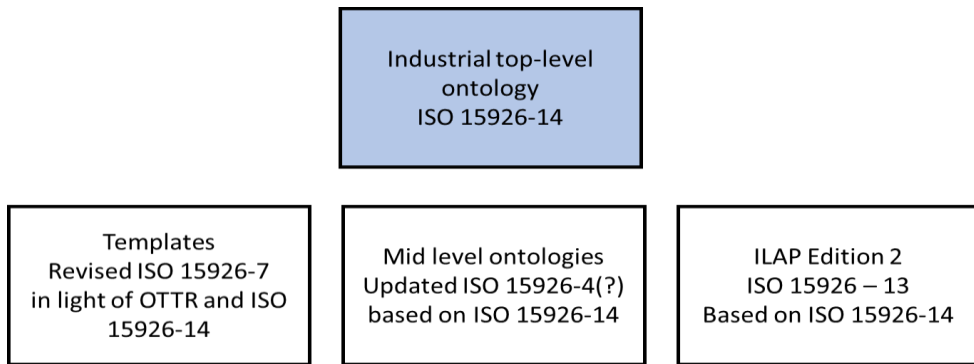 Industrial top-level
ontology
ISO 15926-14
Templates
Revised ISO 15926-7
in light of OTTR and ISO
15926-14
Mid level ontologies
Updated ISO 15926-4(?)
based on ISO 15926-14
ILAP Edition 2
ISO 15926 – 13
Based on ISO 15926-14